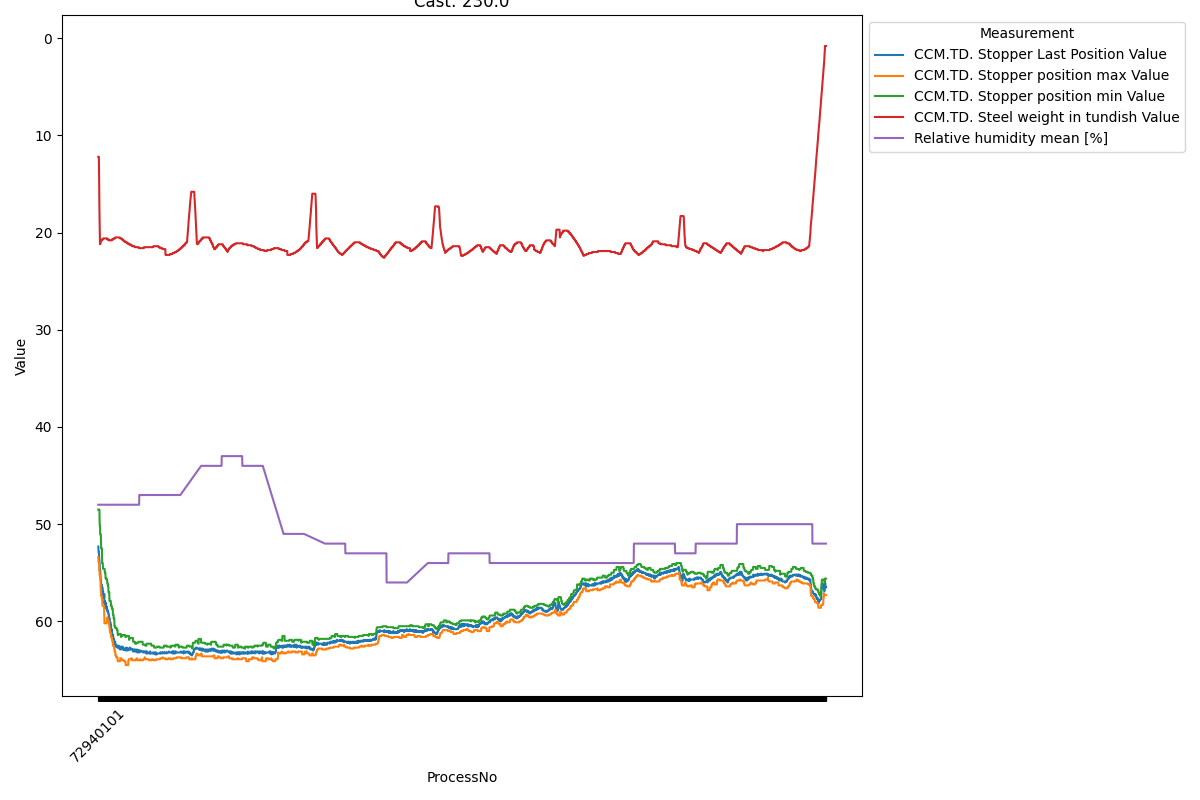 Cast: 230.0
Measurement
CCM.TD. Stopper Last Position Value
CCM.TD. Stopper position max Value
CCM.TD. Stopper position min Value
CCM.TD. Steel weight in tundish Value
Relative humidity mean [%]
0
10
20
30
40
50
60
Value
72940101
ProcessNo